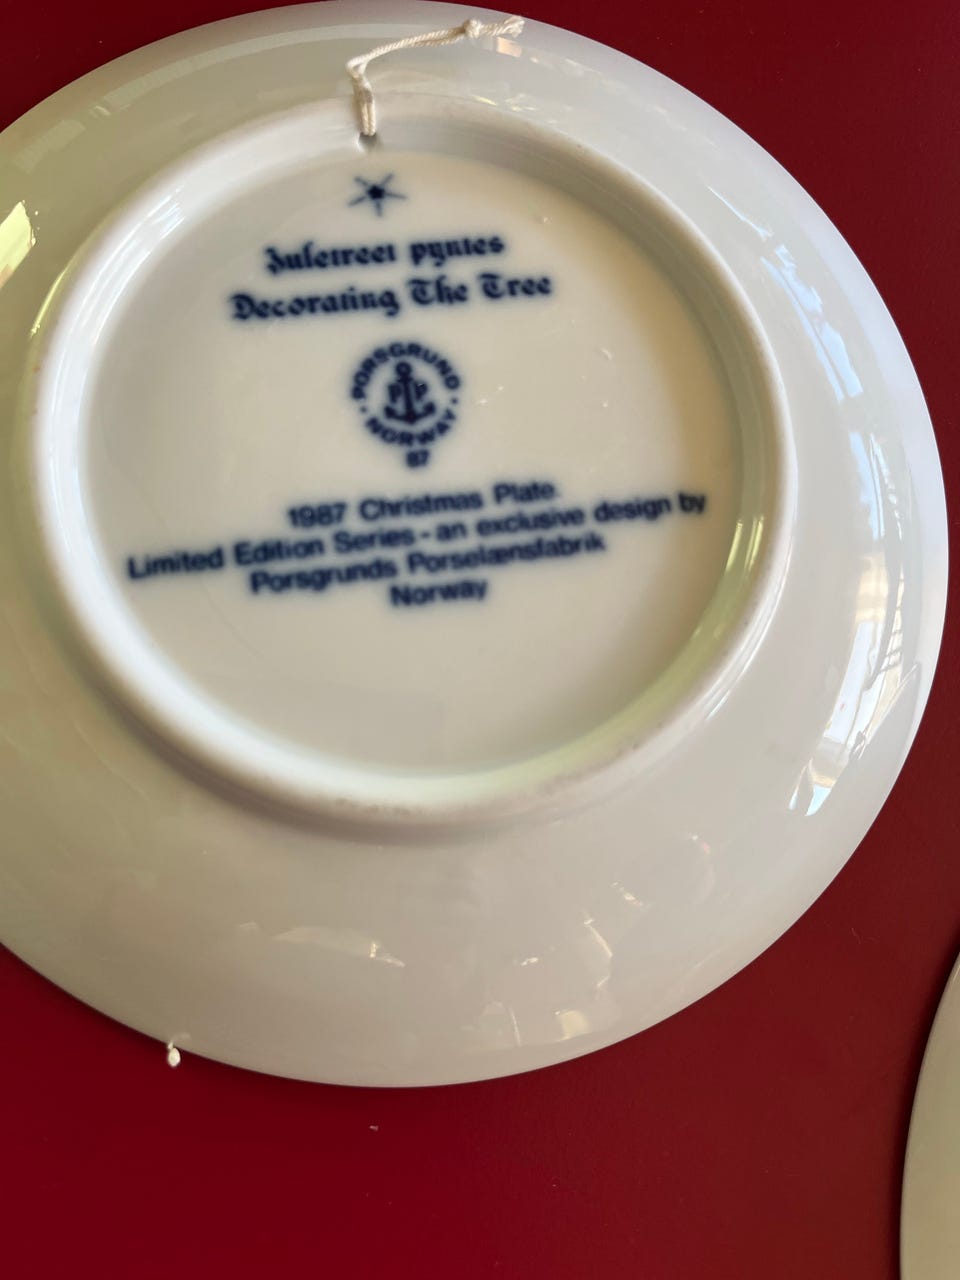 Juletreet pyntes
Decorating The Tree
PORSGRUND
PP
NORWAY
87
1987 Christmas Plate.
Limited Edition Series - an exclusive design by
Porsgrunds Porselænsfabrik
Norway